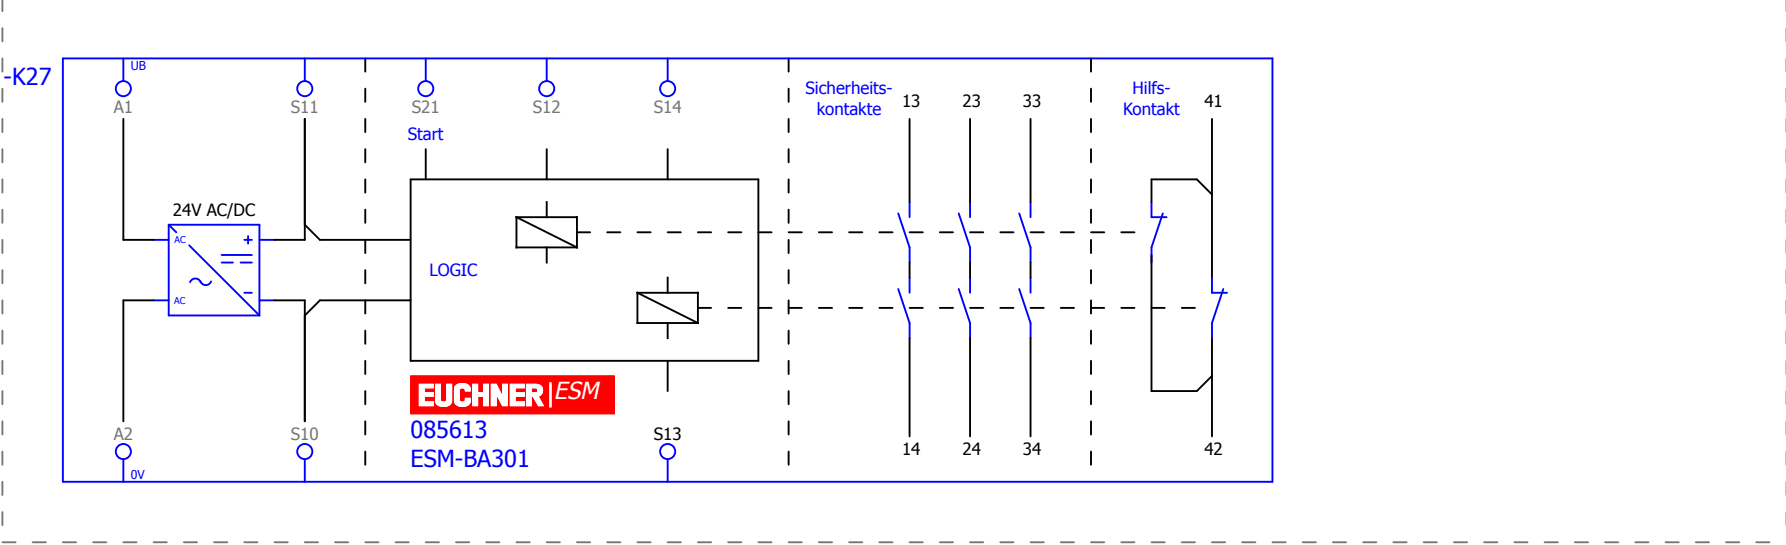 -K27
UB
A1
S11
S21
S12
S14
Start
Sicherheits-
kontakte
13
23
33
Hilfs-
Kontakt
41
24V AC/DC
AC
+
AC
-
LOGIC
EUCHNER|ESM
085613
ESM-BA301
A2
0V
S10
S13
14
24
34
42